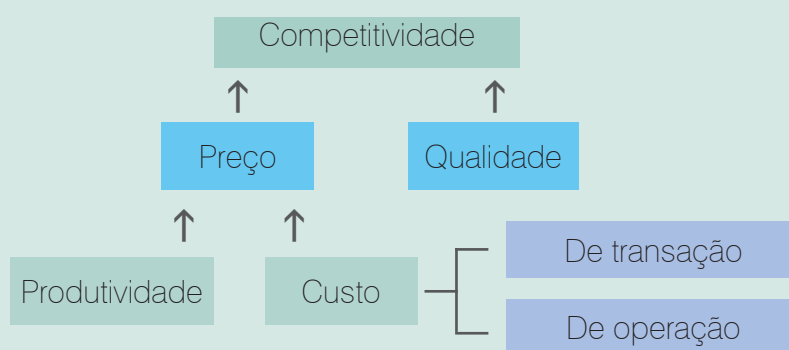 Competitividade
Preço
Qualidade
Produtividade
Custo
De transação
De operação